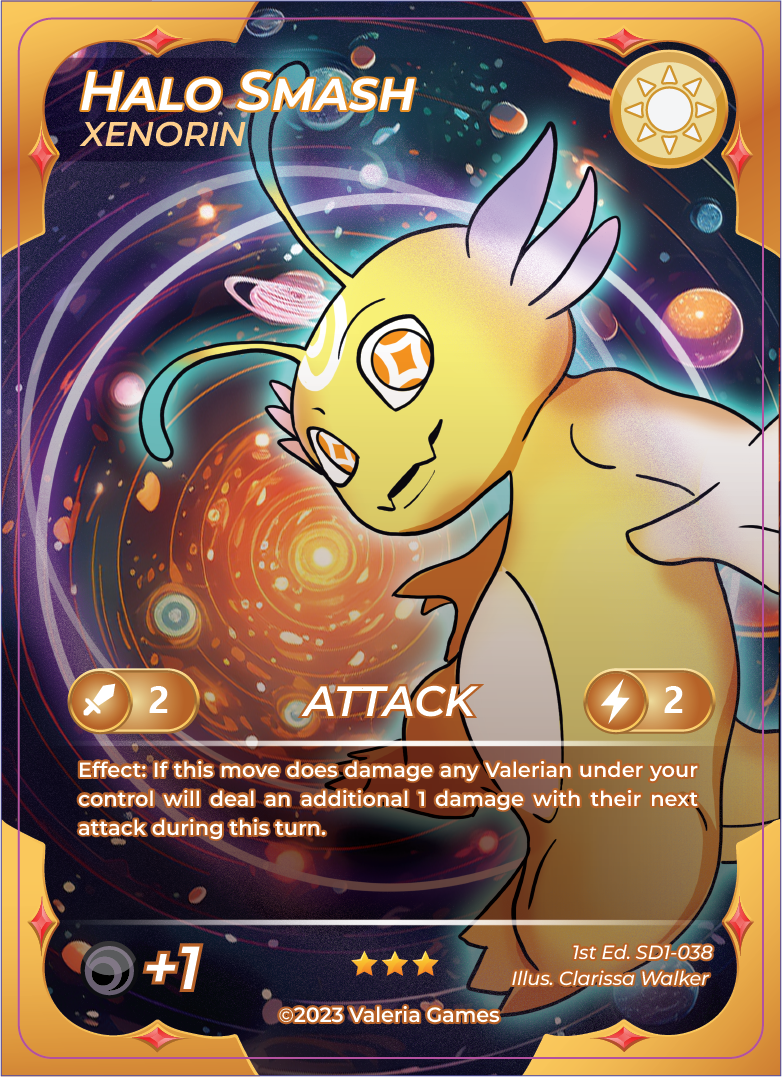 HALO SMASH
XENORIN
2 ATTACK 2
Effect: If this move does damage any Valerian under your
control will deal an additional 1 damage with their next
attack during this turn.
+1
1st Ed. SD1-038
Illus. Clarissa Walker
©2023 Valeria Games